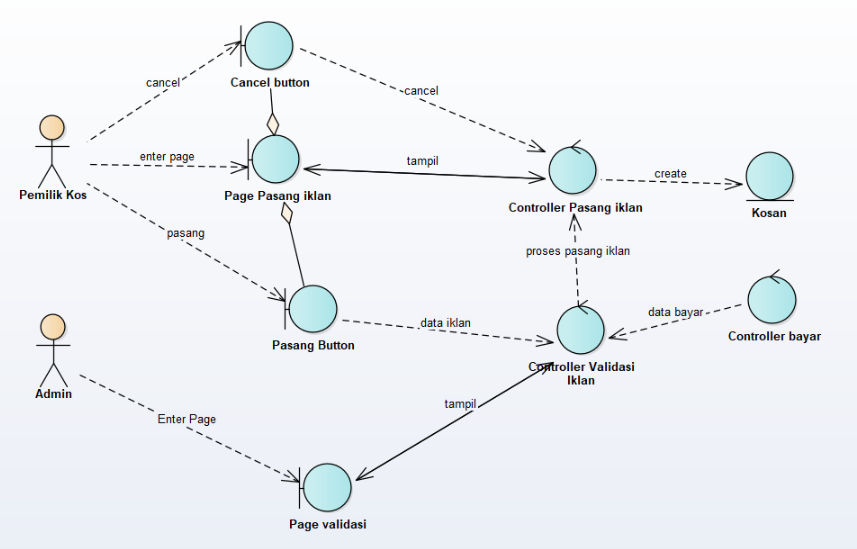 Cancel button
cancel
cancel
Pemilik Kos
enter page
Page Pasang iklan
tampil
Controller Pasang iklan
create
Kosan
pasang
proses pasang iklan
Pasang Button
data iklan
data bayar
Controller bayar
Controller Validasi
Iklan
Admin
Enter Page
tampil
Page validasi